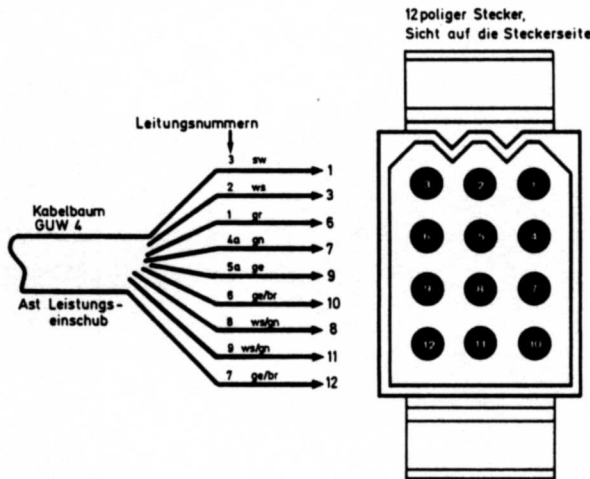 12poliger Stecker,
Sicht auf die Steckerseite
Leitungsnummern
3 sw 1
2 ws 3
1 gr 6
4a gn 7
5a ge 9
6 ge/br 10
8 ws/gn 8
9 ws/gn 11
7 ge/br 12
Kabelbaum
GUW 4
Ast Leistungs-
einschub
3 2 1
6 5 4
9 8 7
12 11 10